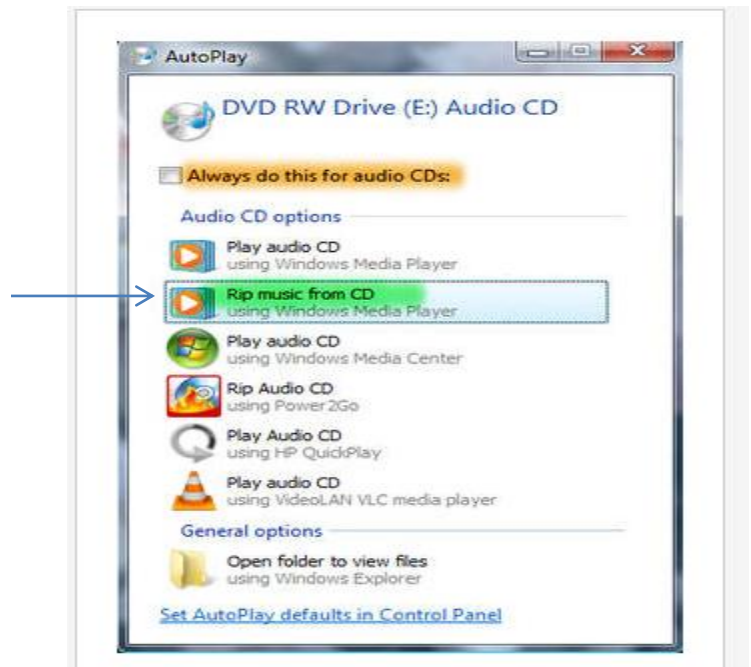 AutoPlay
DVD RW Drive (E:) Audio CD
Always do this for audio CDs:
Audio CD options
Play audio CD
using Windows Media Player
Rip music from CD
using Windows Media Player
Play audio CD
using Windows Media Center
Rip Audio CD
using Power2Go
Play Audio CD
using HP QuickPlay
Play audio CD
using VideoLAN VLC media player
General options
Open folder to view files
using Windows Explorer
Set AutoPlay defaults in Control Panel